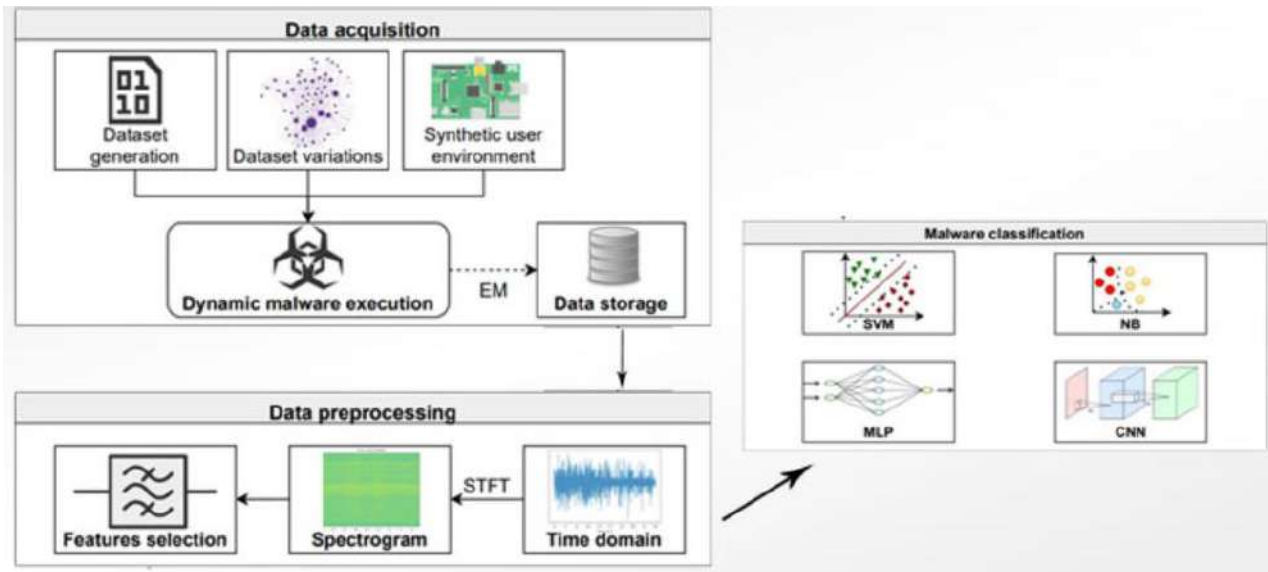 Data acquisition
01
10
Dataset
generation
Dataset variations
Synthetic user
environment
Dynamic malware execution
EM
Data storage
Data preprocessing
Features selection
Spectrogram
STFT
Time domain
Malware classification
SVM
NB
MLP
CNN